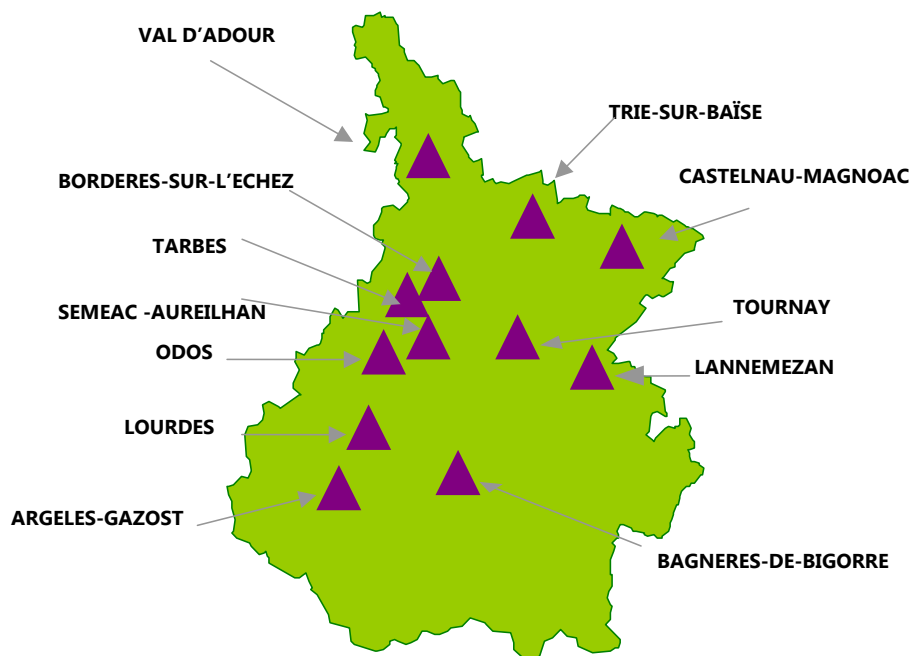 VAL D’ADOUR
TRIE-SUR-BAÏSE
BORDERES-SUR-L’ECHEZ
CASTELNAU-MAGNOAC
TARBES
SEMEAC -AUREILHAN
TOURNAY
ODOS
LANNEMEZAN
LOURDES
ARGELES-GAZOST
BAGNERES-DE-BIGORRE